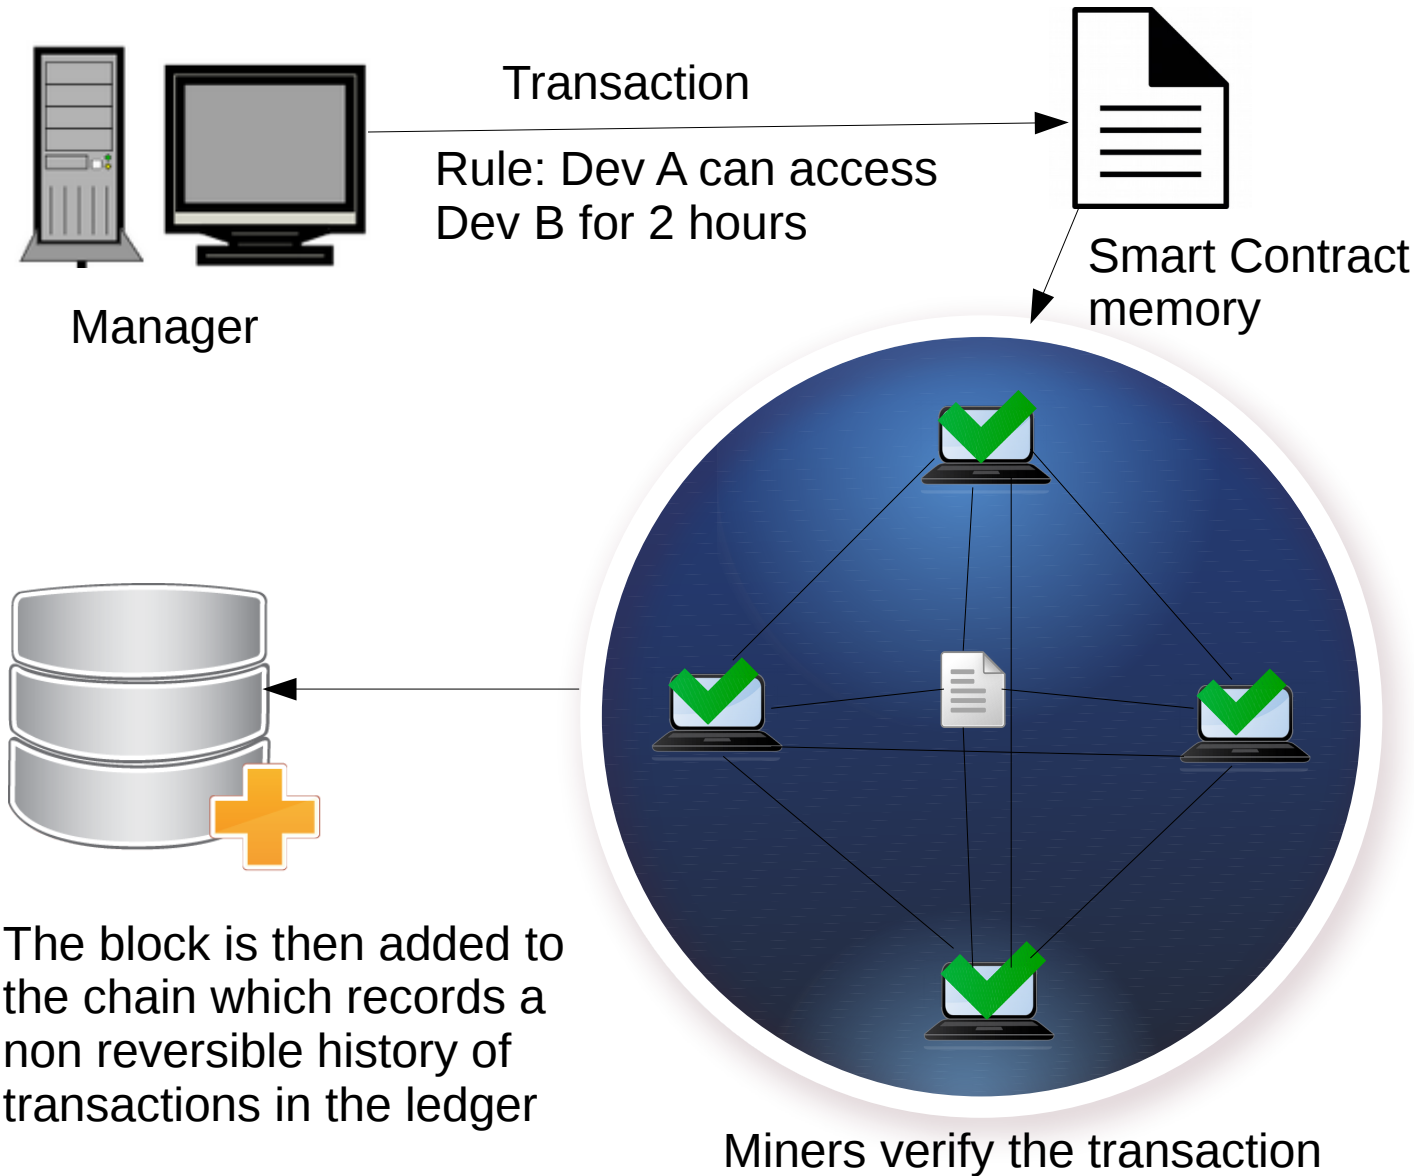 Transaction
Rule: Dev A can access
Dev B for 2 hours
Manager
Smart Contract
memory
The block is then added to
the chain which records a
non reversible history of
transactions in the ledger
Miners verify the transaction